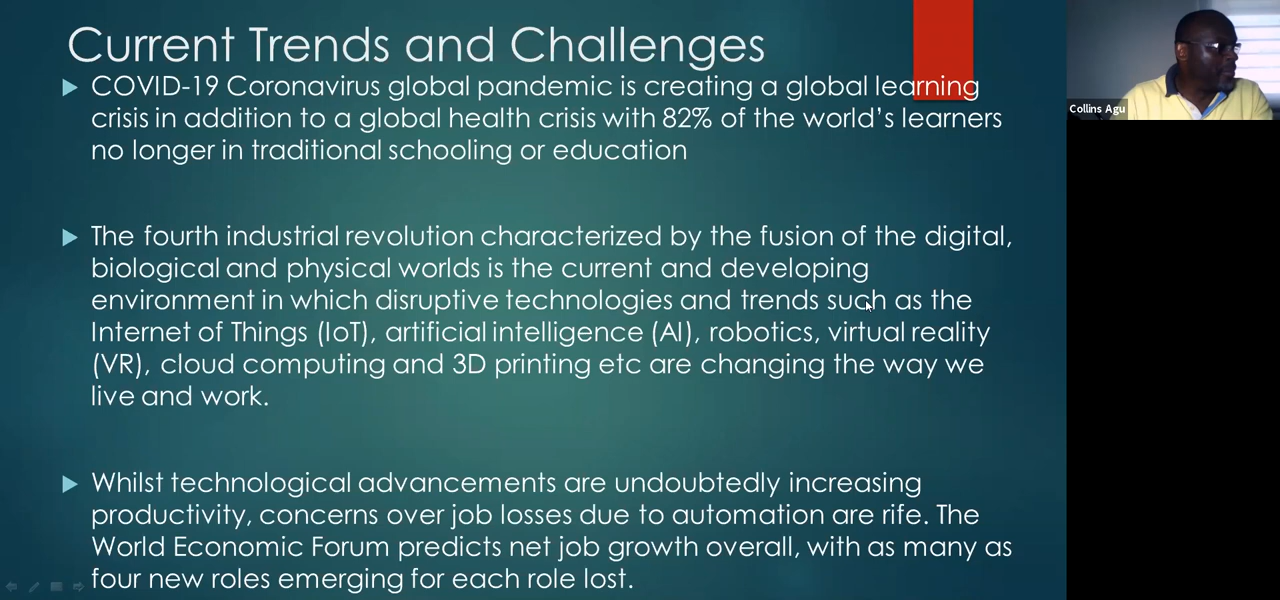 Current Trends and Challenges
COVID-19 Coronavirus global pandemic is creating a global learning
crisis in addition to a global health crisis with 82% of the world’s learners
no longer in traditional schooling or education
The fourth industrial revolution characterized by the fusion of the digital,
biological and physical worlds is the current and developing
environment in which disruptive technologies and trends such as the
Internet of Things (IoT), artificial intelligence (AI), robotics, virtual reality
(VR), cloud computing and 3D printing etc are changing the way we
live and work.
Whilst technological advancements are undoubtedly increasing
productivity, concerns over job losses due to automation are rife. The
World Economic Forum predicts net job growth overall, with as many as
four new roles emerging for each role lost.
Collins Agu